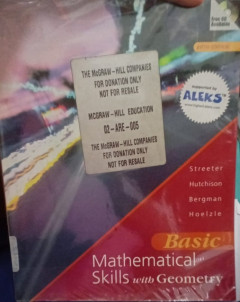 THE McGRAW-HILL COMPANIES
FOR DONATION ONLY
NOT FOR RESALE
McGRAW-HILL EDUCATION
02-ARE-005
THE McGRAW-HILL COMPANIES
FOR DONATION ONLY
NOT FOR RESALE
ALEKS
Streeter
Hutchison
Bergman
Hoelzle
Basic
Mathematical
Skills with Geometry